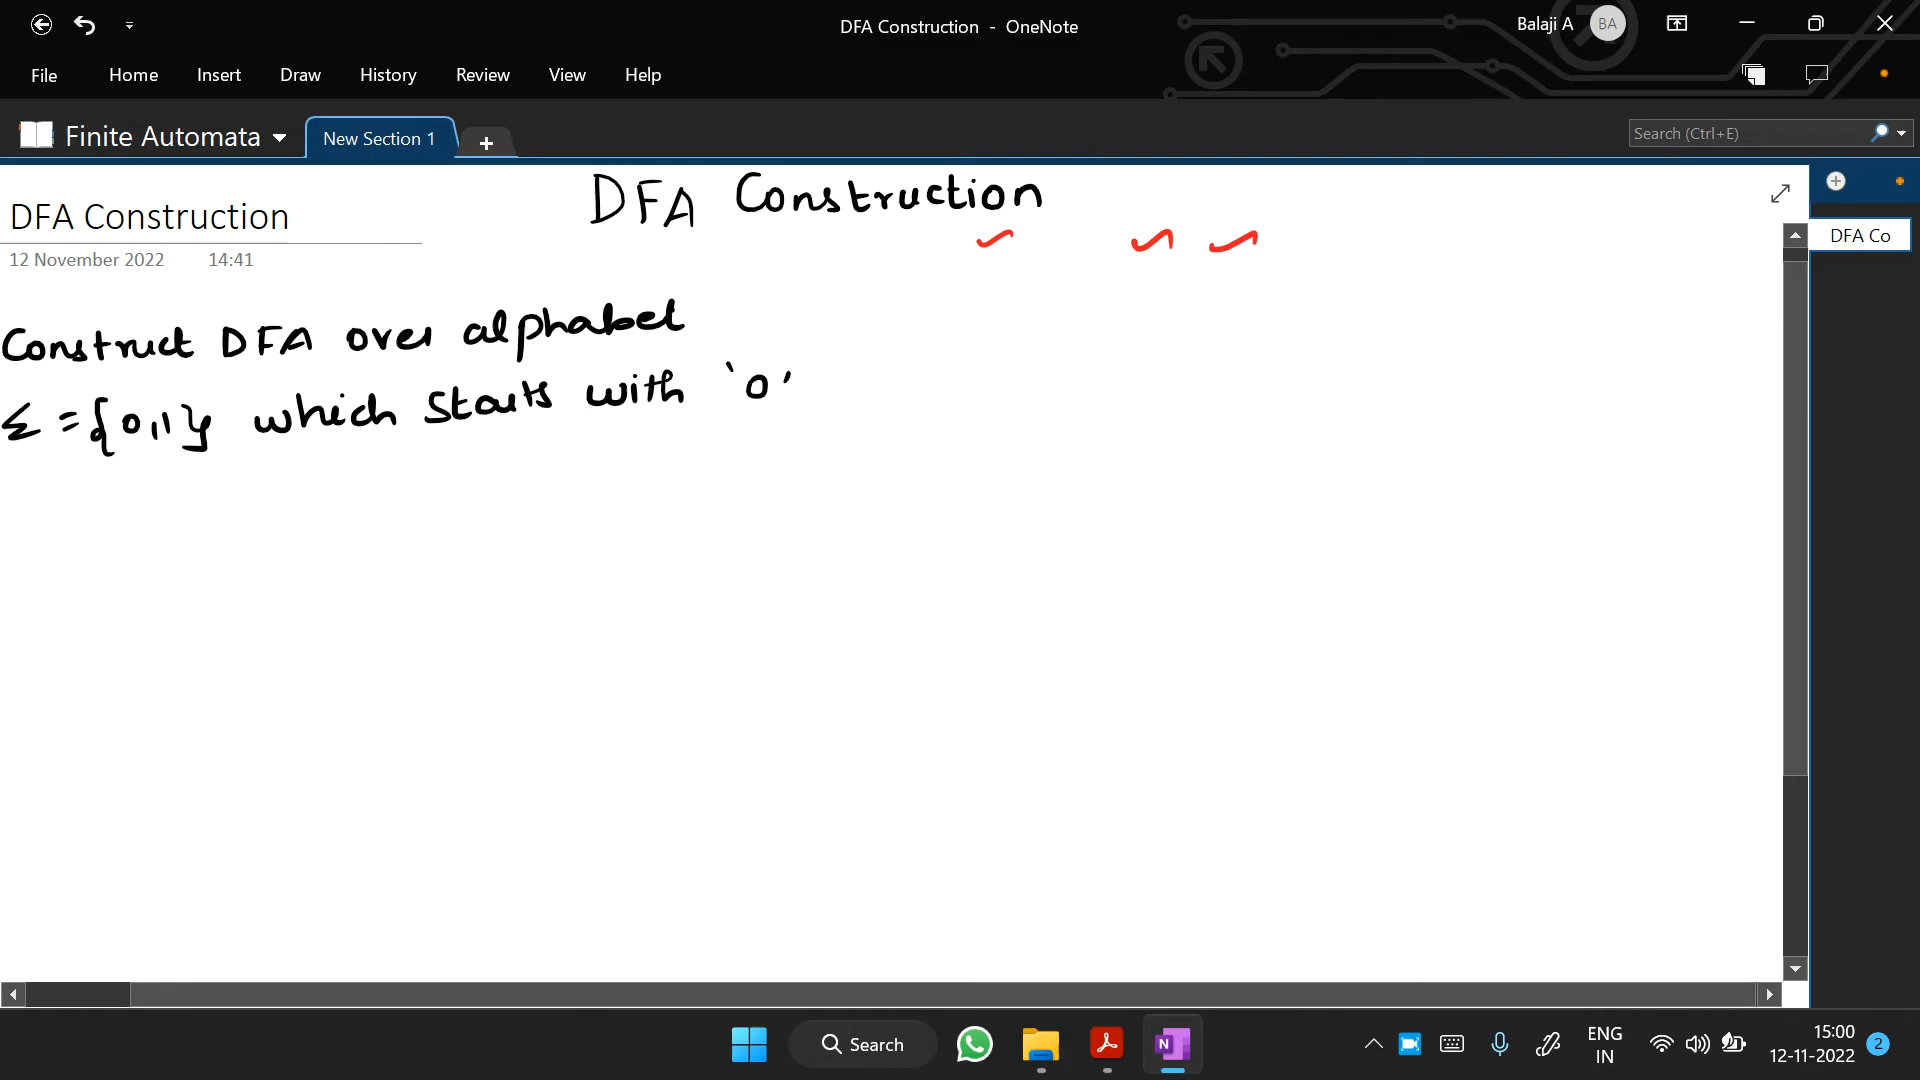 DFA Construction - OneNote
Balaji A BA
File Home Insert Draw History Review View Help
Finite Automata New Section 1 +
Search (Ctrl+E)
DFA Construction
DFA Co
DFA Construction
12 November 2022 14:41
Construct DFA over alphabet
Σ = {0,1} which starts with '0'
Search
N
ENG
IN
15:00
12-11-2022
2